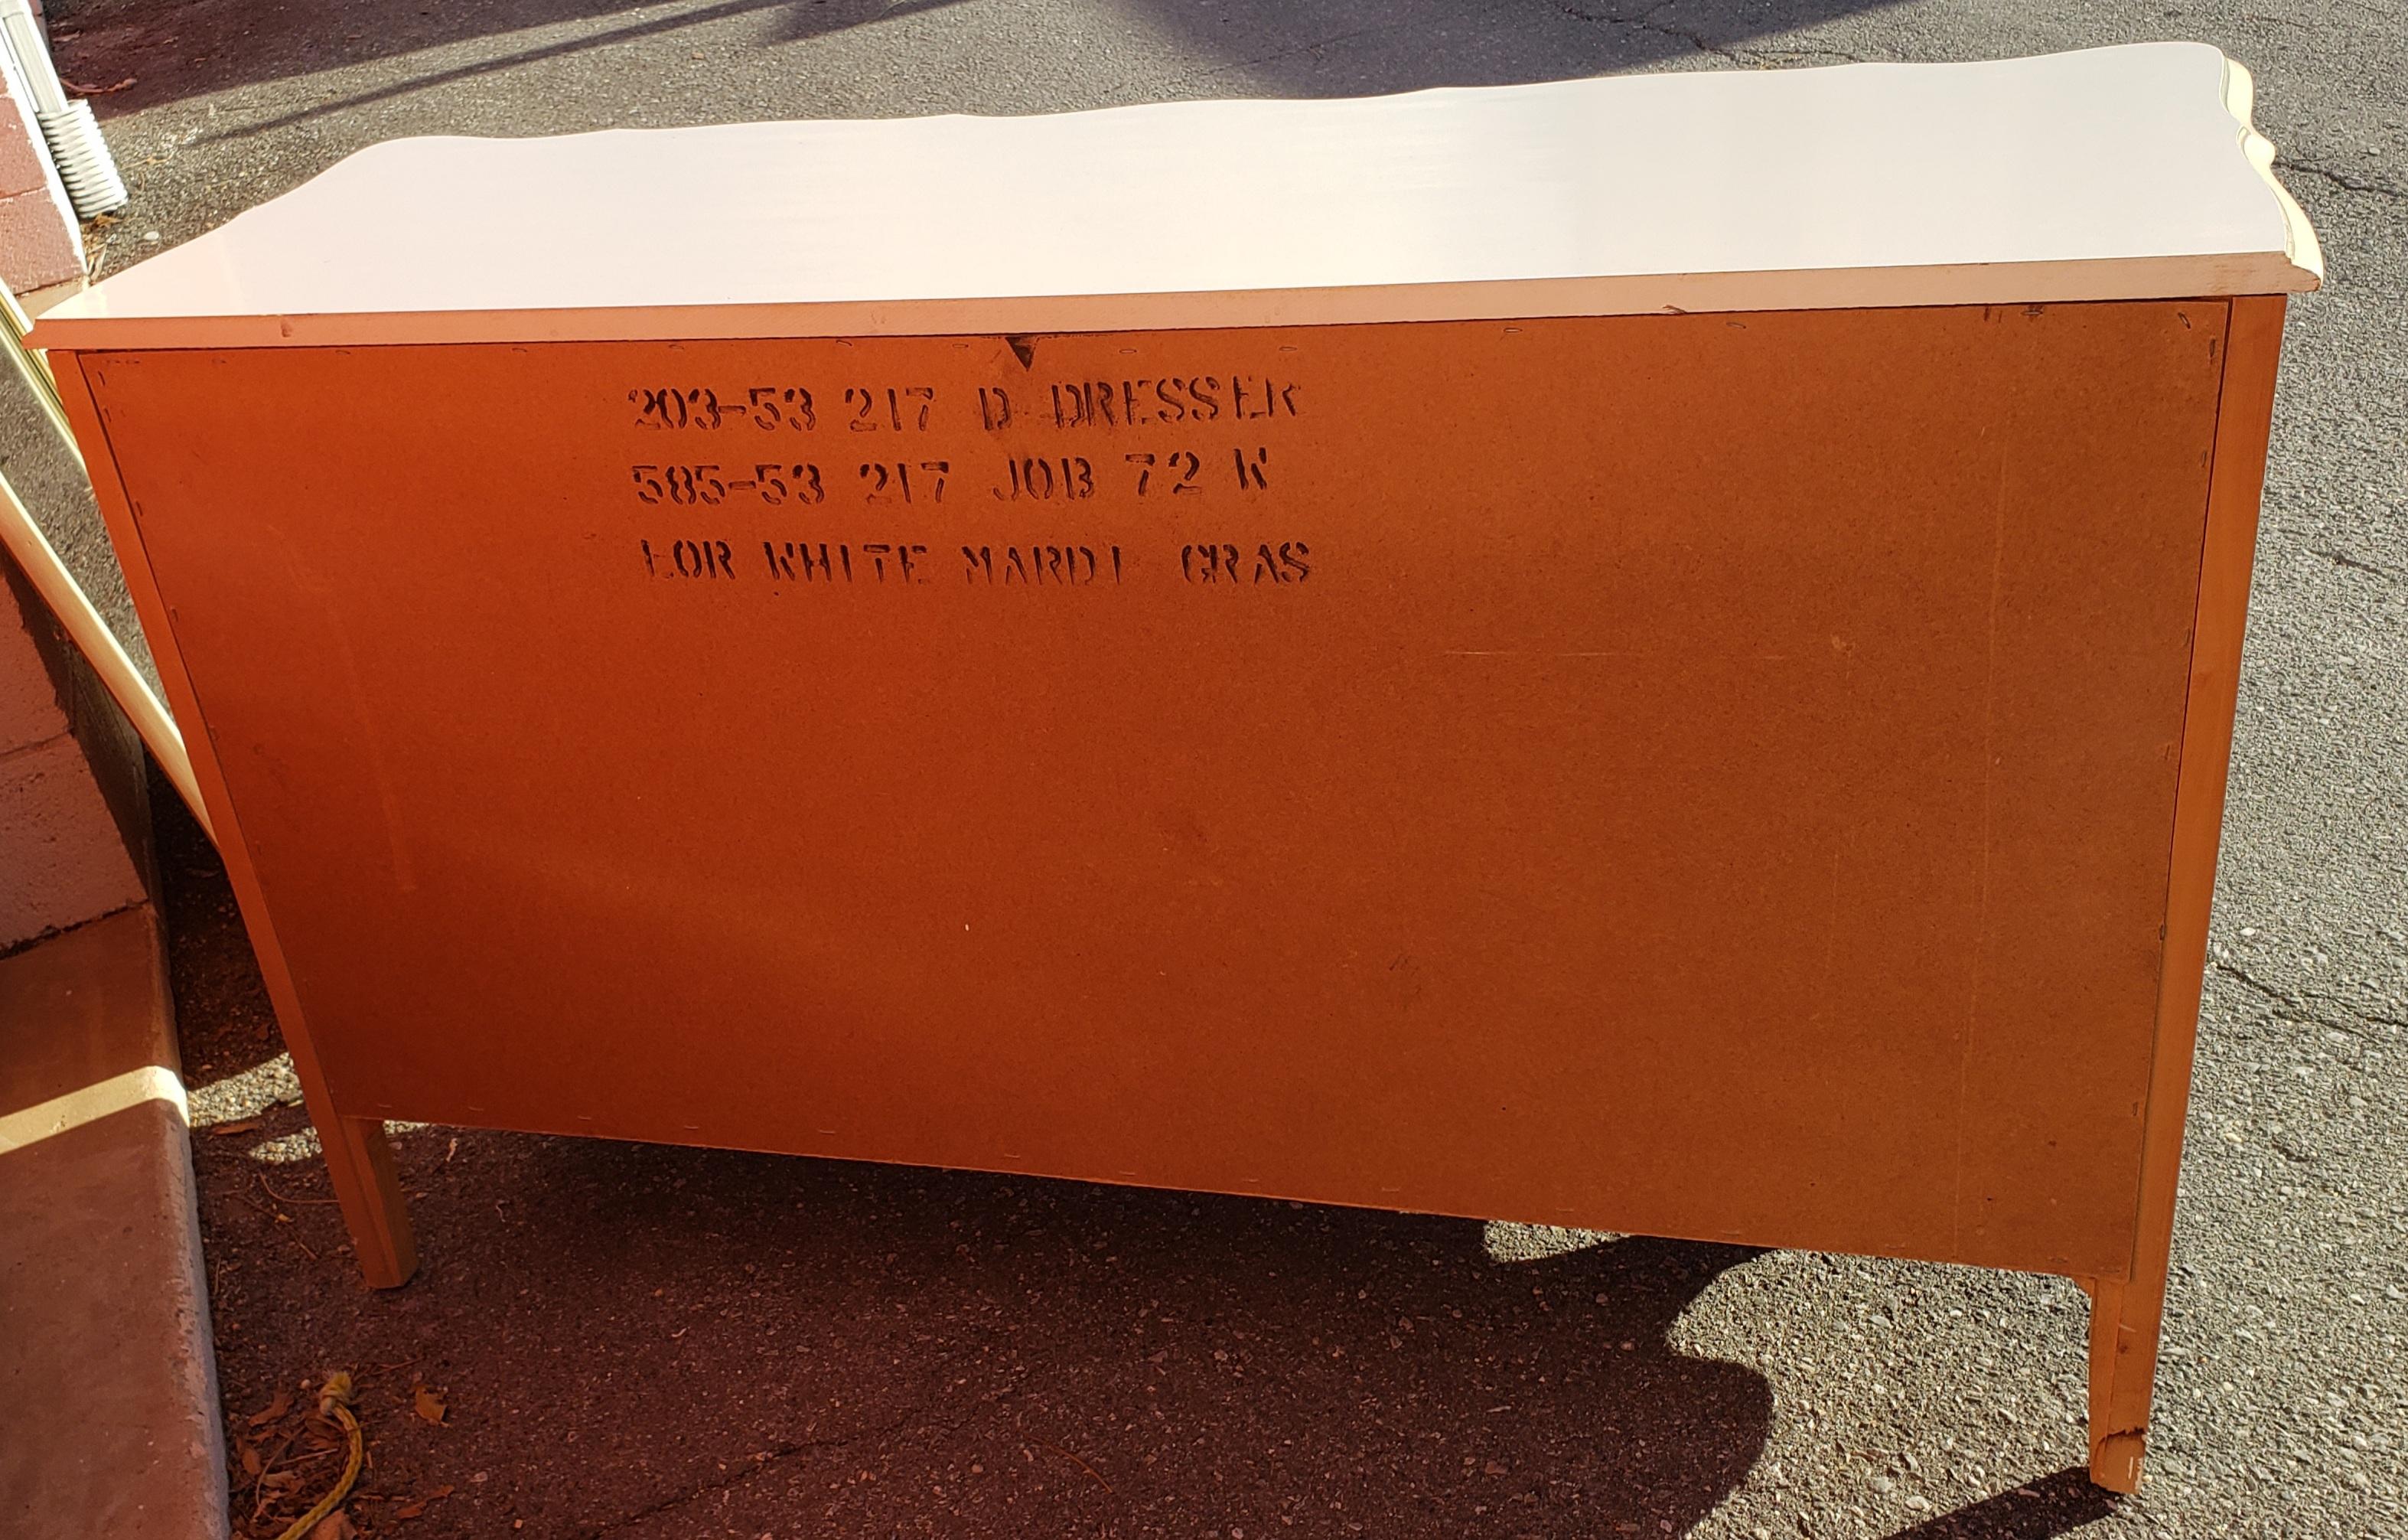 203-53 217 D DRESSER
585-53 217 JOB 72 W
LOR WHITE MARDI GRAS